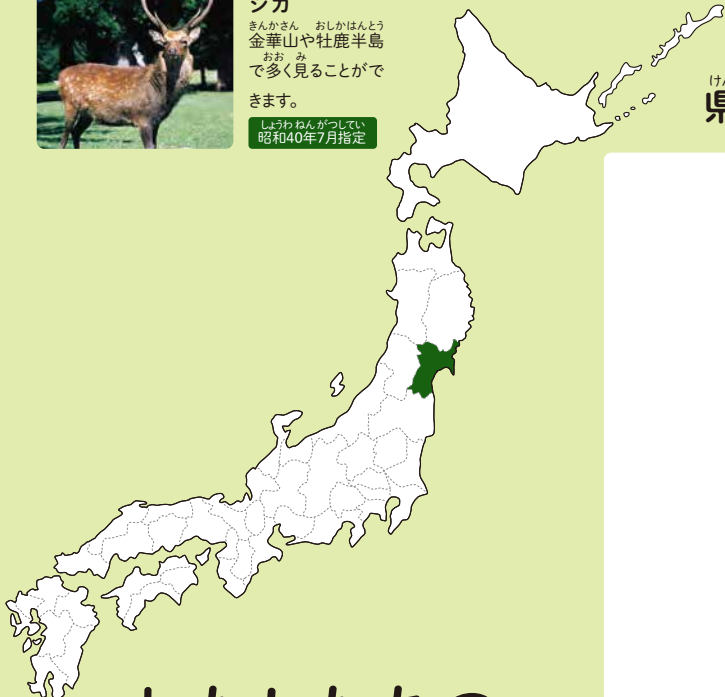 シカ
きんかさん おしかはんとう
金華山や牡鹿半島
おお み
で多く見ることがで
きます。
しょうわ ねん がつしてい
昭和40年7月指定
県